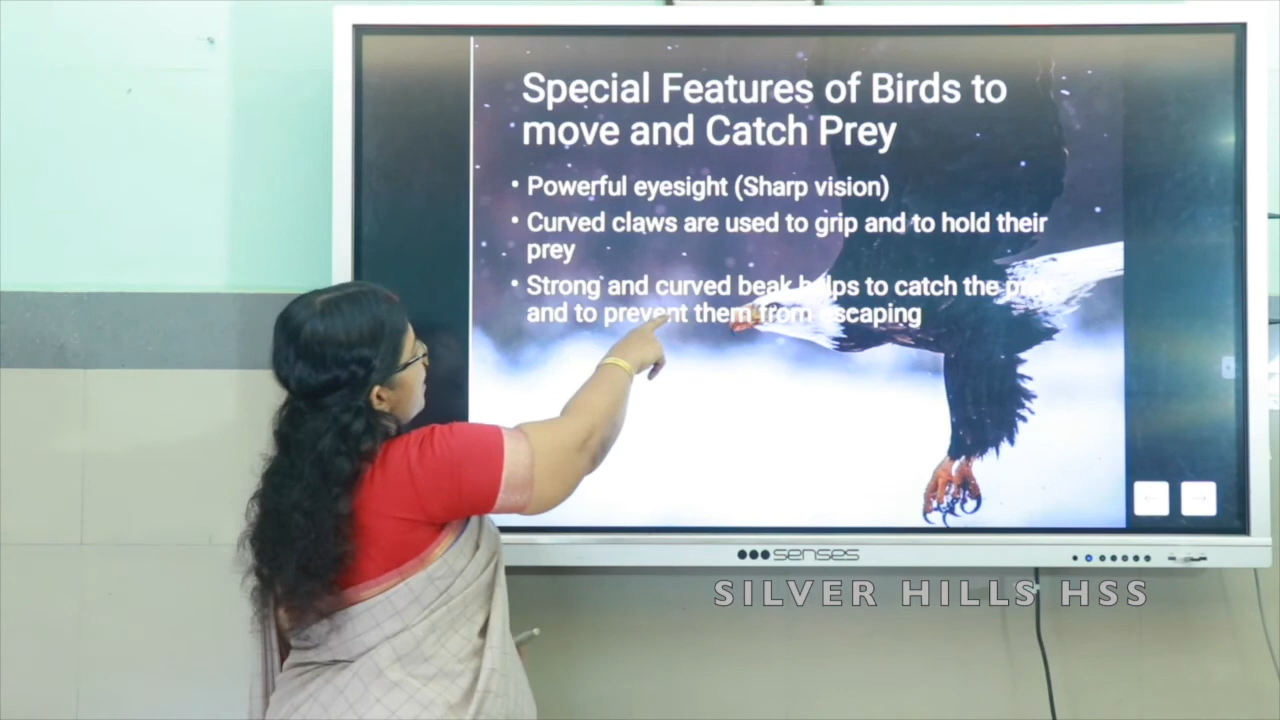 Special Features of Birds to
move and Catch Prey
• Powerful eyesight (Sharp vision)
• Curved claws are used to grip and to hold their
prey
• Strong and curved beak helps to catch the prey
and to prevent them from escaping
senses
SILVER HILLS HSS